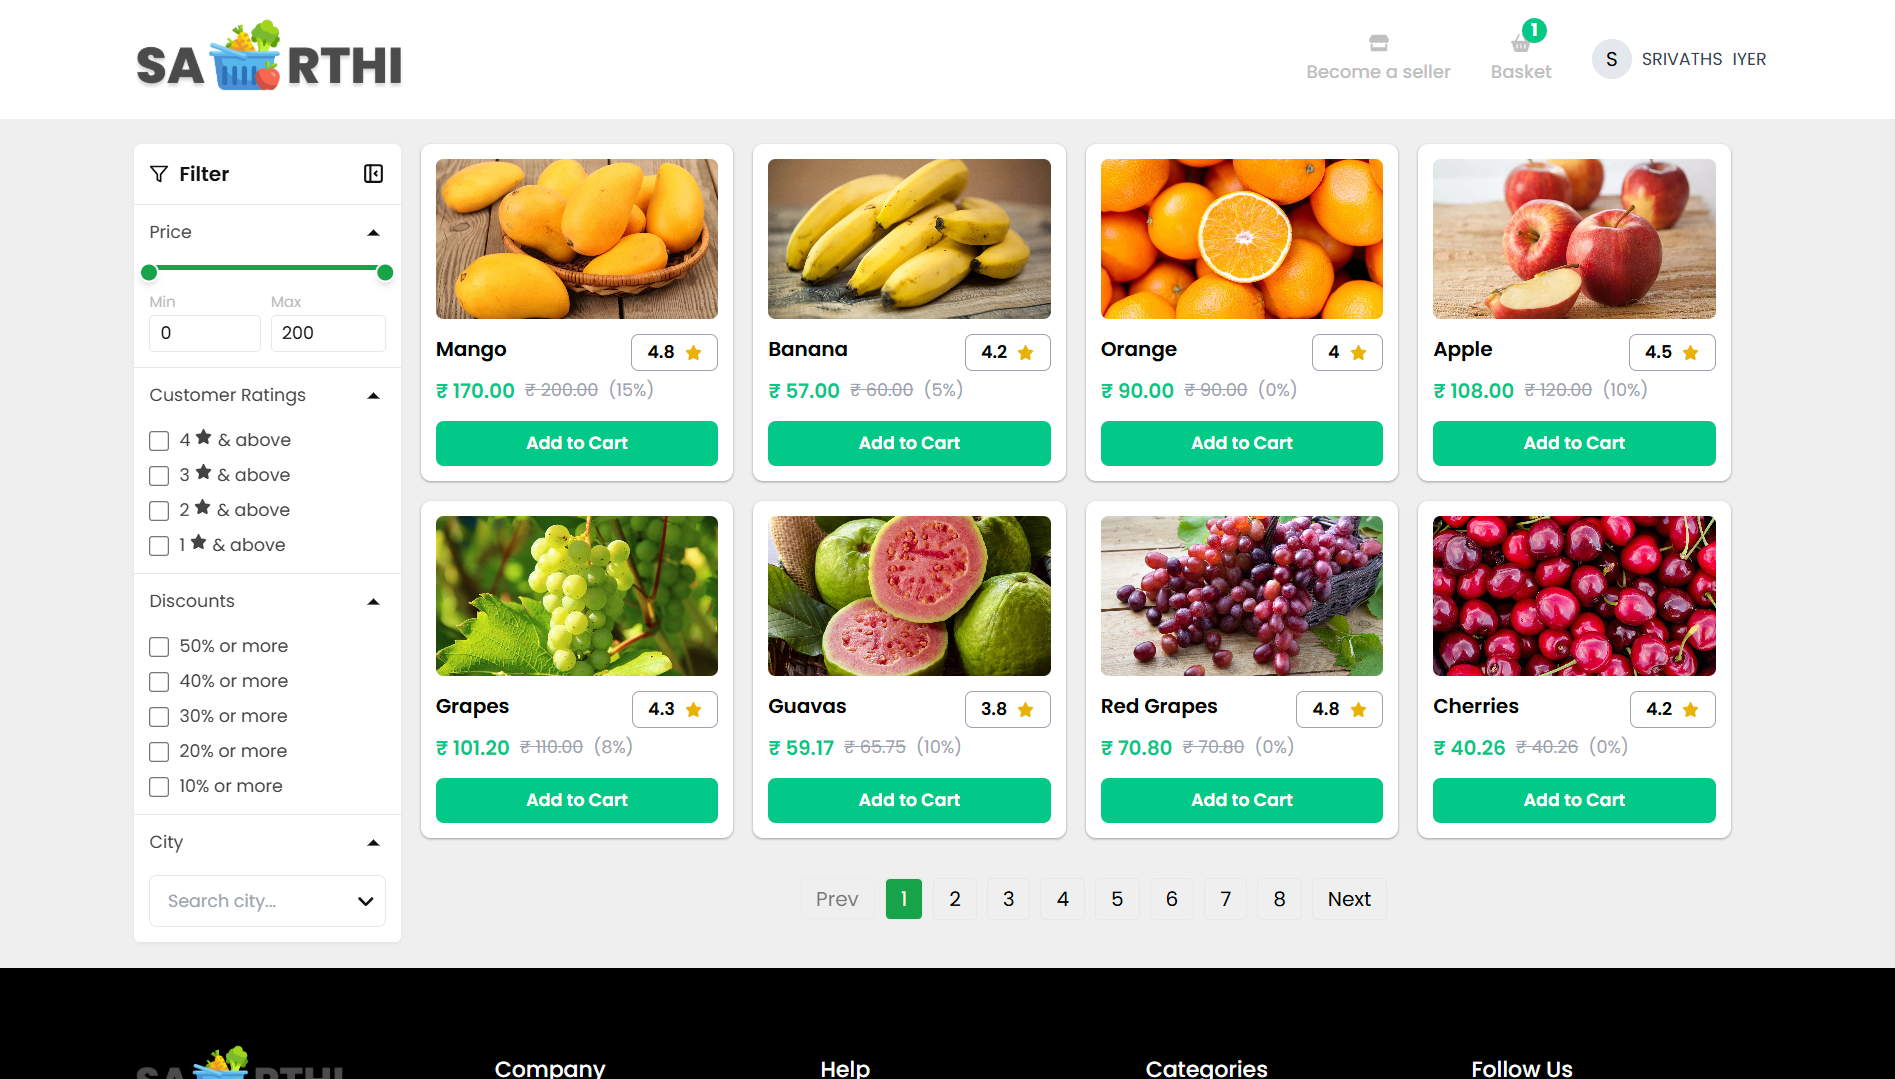 SA RTHI
Become a seller
1
Basket
S
SRIVATHS IYER
Filter
Price
Min
Max
0
200
Customer Ratings
4 ★ & above
3 ★ & above
2 ★ & above
1 ★ & above
Discounts
50% or more
40% or more
30% or more
20% or more
10% or more
City
Search city...
Mango
4.8
₹ 170.00 ₹ 200.00 (15%)
Add to Cart
Banana
4.2
₹ 57.00 ₹ 60.00 (5%)
Add to Cart
Orange
4
₹ 90.00 ₹ 90.00 (0%)
Add to Cart
Apple
4.5
₹ 108.00 ₹ 120.00 (10%)
Add to Cart
Grapes
4.3
₹ 101.20 ₹ 110.00 (8%)
Add to Cart
Guavas
3.8
₹ 59.17 ₹ 65.75 (10%)
Add to Cart
Red Grapes
4.8
₹ 70.80 ₹ 70.80 (0%)
Add to Cart
Cherries
4.2
₹ 40.26 ₹ 40.26 (0%)
Add to Cart
Prev 1 2 3 4 5 6 7 8 Next
SA RTHI
Company
Help
Categories
Follow Us